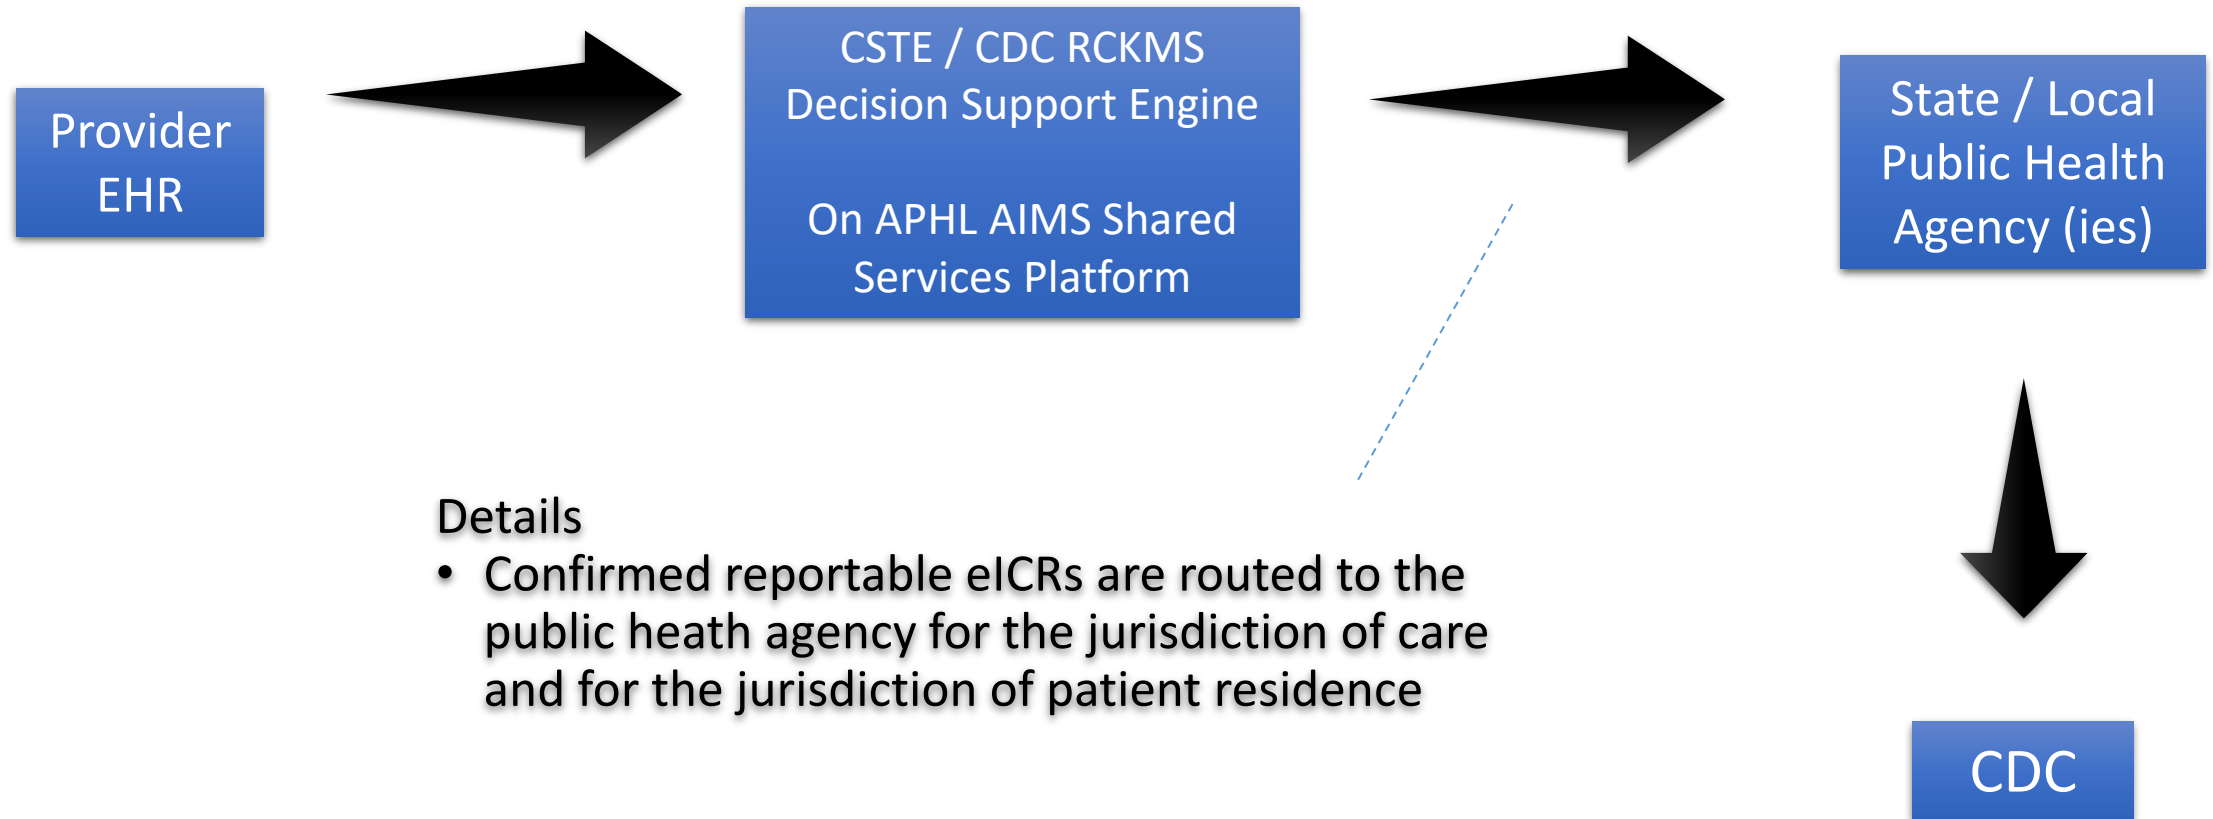 Provider
EHR
CSTE / CDC RCKMS
Decision Support Engine
On APHL AIMS Shared
Services Platform
State / Local
Public Health
Agency (ies)
Details
• Confirmed reportable eICRs are routed to the
public heath agency for the jurisdiction of care
and for the jurisdiction of patient residence
CDC